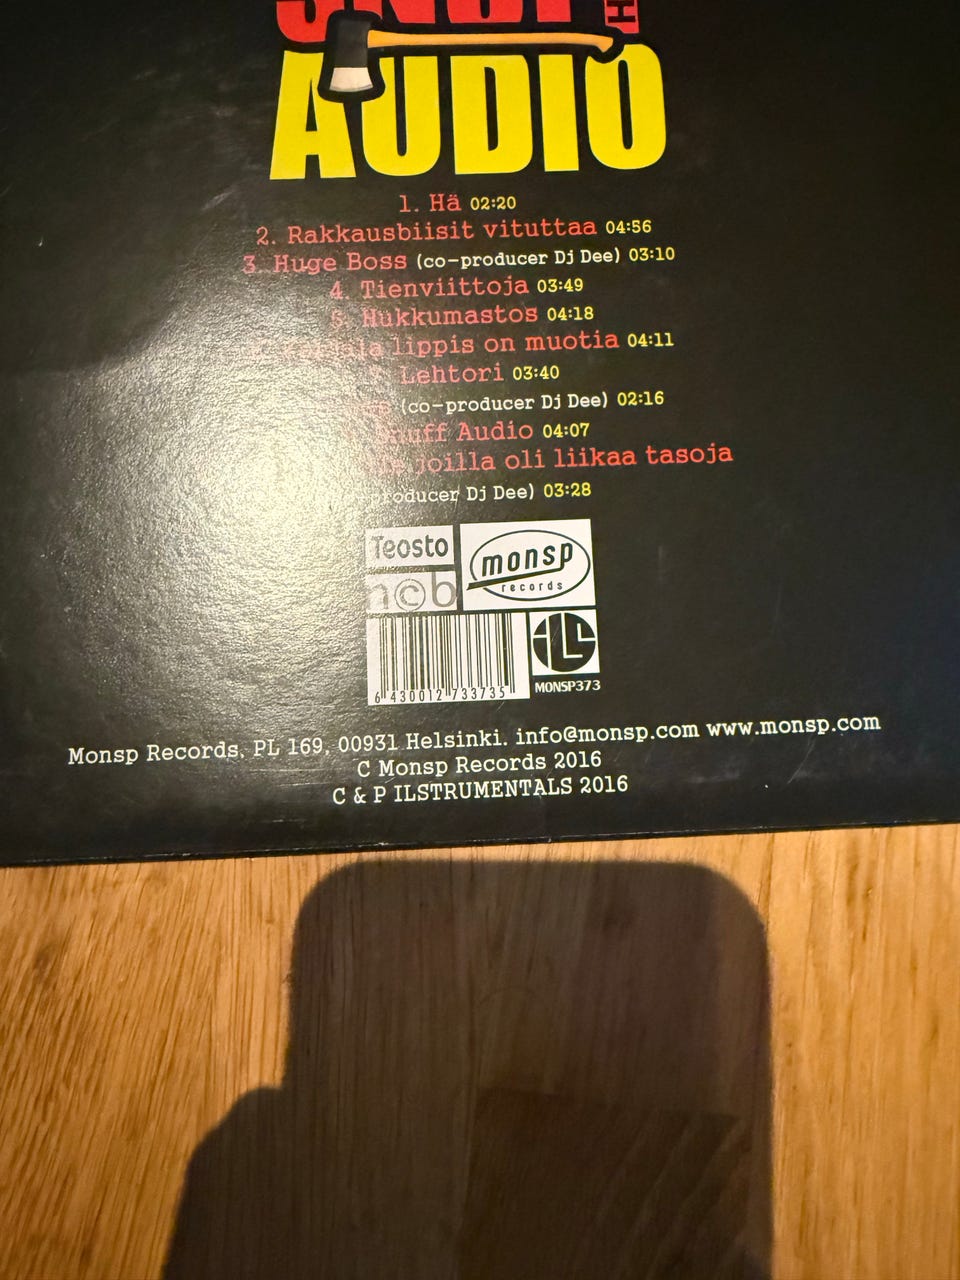 AUDIO
1. Hä 02:20
2. Rakkausbiisit vituttaa 04:56
3. Huge Boss (co-producer Dj Dee) 03:10
4. Tienviittoja 03:49
5. Hukkumastos 04:18
lippis on muotia 04:11
7. Lehtori 03:40
(co-producer Dj Dee) 02:16
Snuff Audio 04:07
joilla oli liikaa tasoja
producer Dj Dee) 03:28
Teosto
ncb
monsp
records
ILS
6 430012 733735
MONSP373
Monsp Records, PL 169, 00931 Helsinki. info@monsp.com www.monsp.com
C Monsp Records 2016
C & P ILSTRUMENTALS 2016